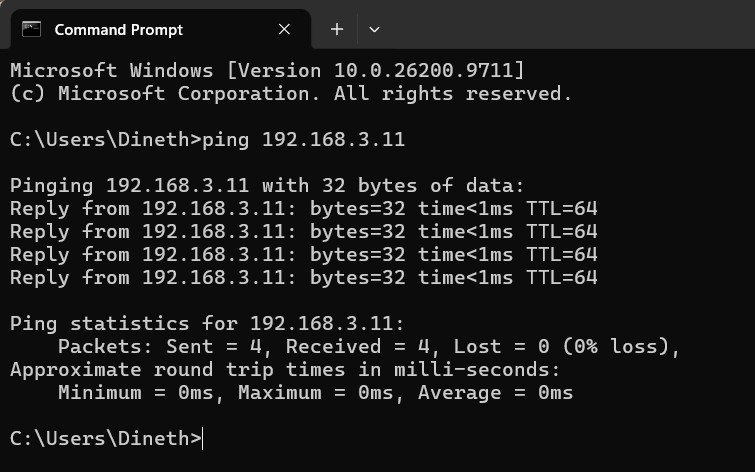 Command Prompt
Microsoft Windows [Version 10.0.26200.9711]
(c) Microsoft Corporation. All rights reserved.
C:\Users\Dineth>ping 192.168.3.11
Pinging 192.168.3.11 with 32 bytes of data:
Reply from 192.168.3.11: bytes=32 time<1ms TTL=64
Reply from 192.168.3.11: bytes=32 time<1ms TTL=64
Reply from 192.168.3.11: bytes=32 time<1ms TTL=64
Reply from 192.168.3.11: bytes=32 time<1ms TTL=64
Ping statistics for 192.168.3.11:
    Packets: Sent = 4, Received = 4, Lost = 0 (0% loss),
Approximate round trip times in milli-seconds:
    Minimum = 0ms, Maximum = 0ms, Average = 0ms
C:\Users\Dineth>